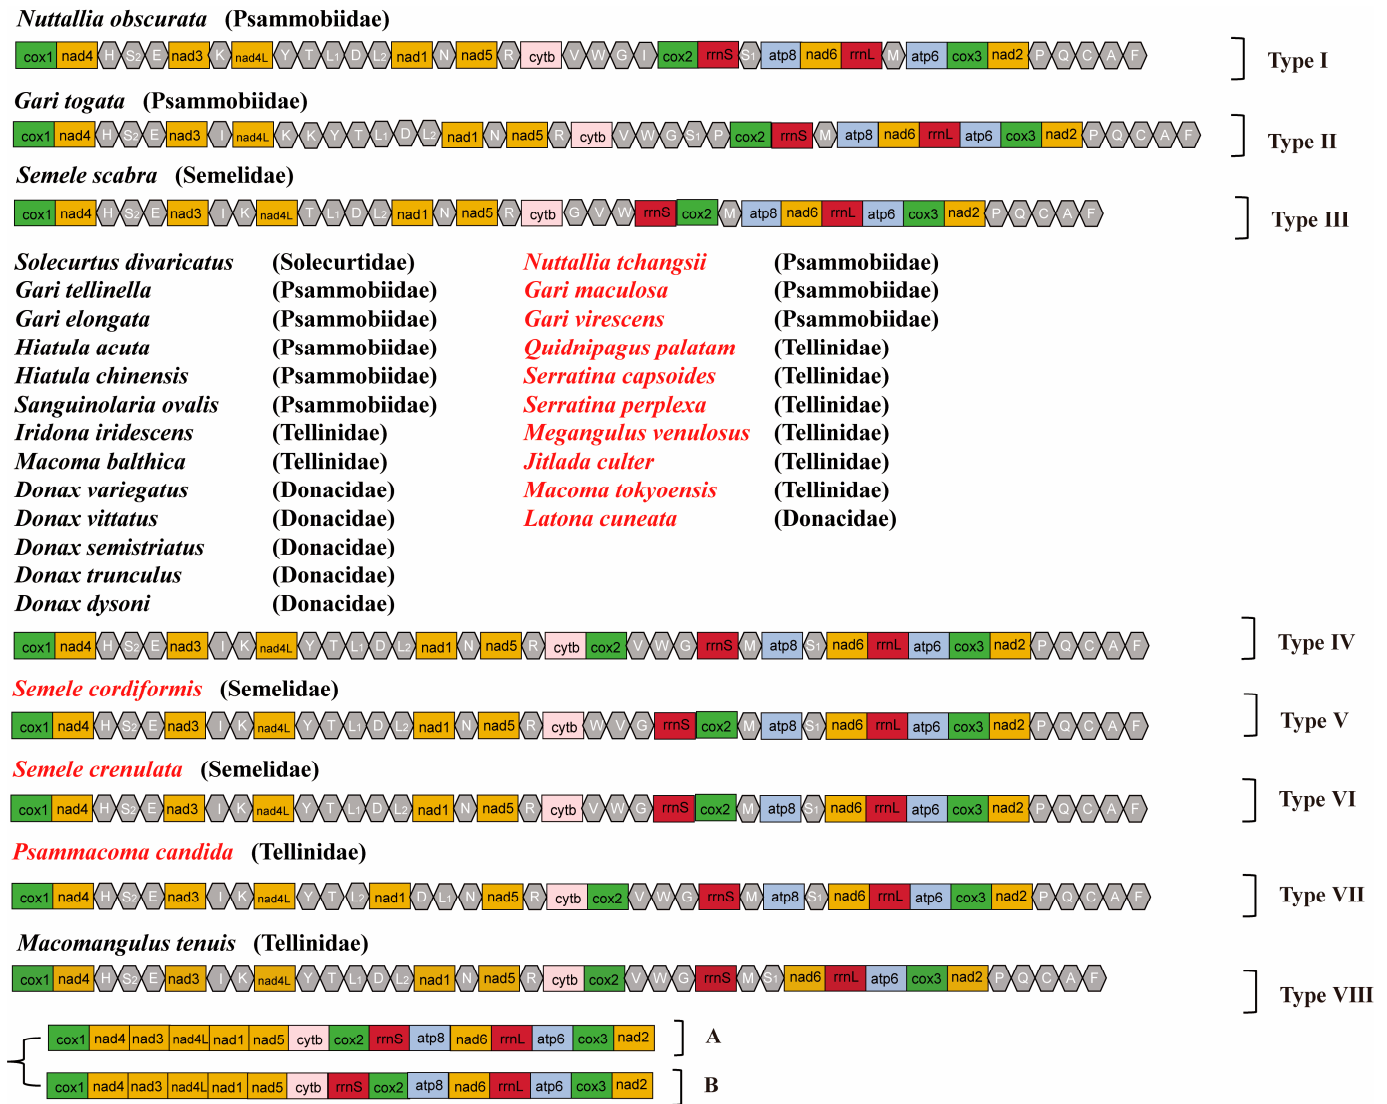 Nuttallia obscurata (Psammobiidae)
cox1 nad4 H S2 E nad3 K nad4L Y T L1 D L2 nad1 N nad5 R cytb V W G I cox2 rrnS S1 atp8 nad6 rrnL M atp6 cox3 nad2 P Q C A F Type I
Gari togata (Psammobiidae)
cox1 nad4 H S2 E nad3 I nad4L K K Y T L1 D L2 nad1 N nad5 R cytb V W G S1 P cox2 rrnS M atp8 nad6 rrnL atp6 cox3 nad2 P Q C A F Type II
Semele scabra (Semelidae)
cox1 nad4 H S2 E nad3 I K nad4L T L1 D L2 nad1 N nad5 R cytb G V W rrnS cox2 M atp8 nad6 rrnL atp6 cox3 nad2 P Q C A F Type III
Solecurtus divaricatus (Solecurtidae) Nuttallia tchangsii (Psammobiidae)
Gari tellinella (Psammobiidae) Gari maculosa (Psammobiidae)
Gari elongata (Psammobiidae) Gari virescens (Psammobiidae)
Hiatula acuta (Psammobiidae) Quidnipagus palatam (Tellinidae)
Hiatula chinensis (Psammobiidae) Serratina capsoides (Tellinidae)
Sanguinolaria ovalis (Psammobiidae) Serratina perplexa (Tellinidae)
Iridona iridescens (Tellinidae) Megangulus venulosus (Tellinidae)
Macoma balthica (Tellinidae) Jitlada culter (Tellinidae)
Donax variegatus (Donacidae) Macoma tokyoensis (Tellinidae)
Donax vittatus (Donacidae) Latona cuneata (Donacidae)
Donax semistriatus (Donacidae)
Donax trunculus (Donacidae)
Donax dysoni (Donacidae)
cox1 nad4 H S2 E nad3 I K nad4L Y T L1 D L2 nad1 N nad5 R cytb cox2 V W G rrnS M atp8 S1 nad6 rrnL atp6 cox3 nad2 P Q C A F Type IV
Semele cordiformis (Semelidae)
cox1 nad4 H S2 E nad3 I K nad4L Y T L1 D L2 nad1 N nad5 R cytb W V G rrnS cox2 M atp8 S1 nad6 rrnL atp6 cox3 nad2 P Q C A F Type V
Semele crenulata (Semelidae)
cox1 nad4 H S2 E nad3 I K nad4L Y T L1 D L2 nad1 N nad5 R cytb V W G rrnS cox2 M atp8 S1 nad6 rrnL atp6 cox3 nad2 P Q C A F Type VI
Psammacoma candida (Tellinidae)
cox1 nad4 H S2 E nad3 I K nad4L Y T L2 nad1 D L1 N nad5 R cytb cox2 V W G rrnS M atp8 S1 nad6 rrnL atp6 cox3 nad2 P Q C A F Type VII
Macomangulus tenuis (Tellinidae)
cox1 nad4 H S2 E nad3 I K nad4L Y T L1 D L2 nad1 N nad5 R cytb cox2 V W G rrnS M S1 nad6 rrnL atp6 cox3 nad2 P Q C A F Type VIII
cox1 nad4 nad3 nad4L nad1 nad5 cytb cox2 rrnS atp8 nad6 rrnL atp6 cox3 nad2 A
cox1 nad4 nad3 nad4L nad1 nad5 cytb rrnS cox2 atp8 nad6 rrnL atp6 cox3 nad2 B